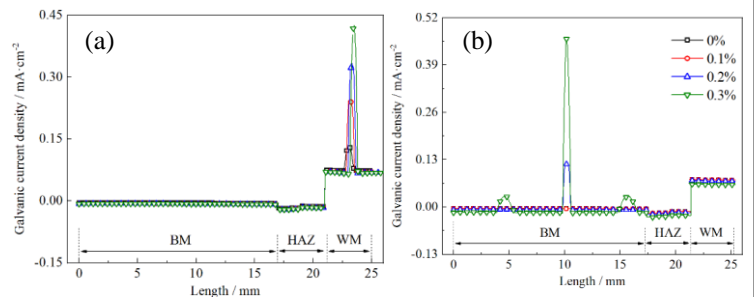 (a)
Galvanic current density / mA·cm⁻²
0.45
0.30
0.15
0.00
-0.15
BM
HAZ
WM
0 5 10 15 20 25
Length / mm
(b)
Galvanic current density / mA·cm⁻²
0.52
0.39
0.26
0.13
0.00
-0.13
0%
0.1%
0.2%
0.3%
BM
HAZ
WM
0 5 10 15 20 25
Length / mm